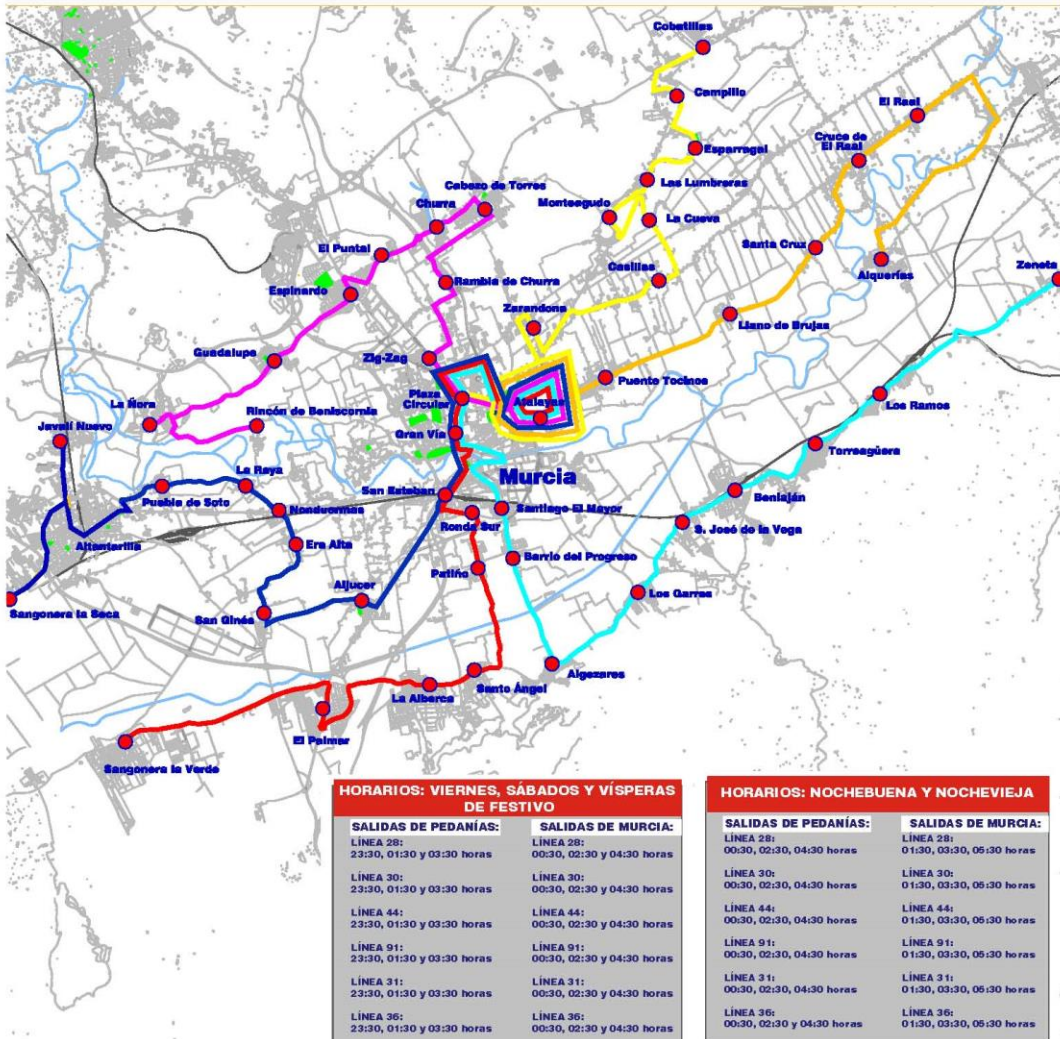 Cobatillas
Campillo
El Raal
Cruce de
El Raal
Esparragal
Las Lumbreras
Cabezo de Torres
Churra
Monteagudo
La Cueva
El Puntal
Santa Cruz
Alquerías
Zeneta
Casillas
Rambla de Churra
Espinardo
Zarandona
Llano de Brujas
Zig-Zag
Guadalupe
Puente Tocinos
Plaza
Circular
Atalayas
Los Ramos
La Ñora
Rincón de Beniscornia
Javalí Nuevo
Gran Vía
Torreagüera
La Raya
Murcia
Puebla de Soto
San Esteban
Beniaján
Nonduermas
Santiago El Mayor
Ronda Sur
S. José de la Vega
Alcantarilla
Era Alta
Barrio del Progreso
Patiño
Aljucer
Los Garres
Sangonera la Seca
San Ginés
Algezares
Santo Ángel
La Alberca
El Palmar
Sangonera la Verde
HORARIOS: VIERNES, SÁBADOS Y VÍSPERAS
DE FESTIVO
SALIDAS DE PEDANÍAS:
LÍNEA 28:
23:30, 01:30 y 03:30 horas
LÍNEA 30:
23:30, 01:30 y 03:30 horas
LÍNEA 44:
23:30, 01:30 y 03:30 horas
LÍNEA 91:
23:30, 01:30 y 03:30 horas
LÍNEA 31:
23:30, 01:30 y 03:30 horas
LÍNEA 36:
23:30, 01:30 y 03:30 horas
SALIDAS DE MURCIA:
LÍNEA 28:
00:30, 02:30 y 04:30 horas
LÍNEA 30:
00:30, 02:30 y 04:30 horas
LÍNEA 44:
00:30, 02:30 y 04:30 horas
LÍNEA 91:
00:30, 02:30 y 04:30 horas
LÍNEA 31:
00:30, 02:30 y 04:30 horas
LÍNEA 36:
00:30, 02:30 y 04:30 horas
HORARIOS: NOCHEBUENA Y NOCHEVIEJA
SALIDAS DE PEDANÍAS:
LÍNEA 28:
00:30, 02:30, 04:30 horas
LÍNEA 30:
00:30, 02:30, 04:30 horas
LÍNEA 44:
00:30, 02:30, 04:30 horas
LÍNEA 91:
00:30, 02:30, 04:30 horas
LÍNEA 31:
00:30, 02:30, 04:30 horas
LÍNEA 36:
00:30, 02:30 y 04:30 horas
SALIDAS DE MURCIA:
LÍNEA 28:
01:30, 03:30, 05:30 horas
LÍNEA 30:
01:30, 03:30, 05:30 horas
LÍNEA 44:
01:30, 03:30, 05:30 horas
LÍNEA 91:
01:30, 03:30, 05:30 horas
LÍNEA 31:
01:30, 03:30, 05:30 horas
LÍNEA 36:
01:30, 03:30, 05:30 horas